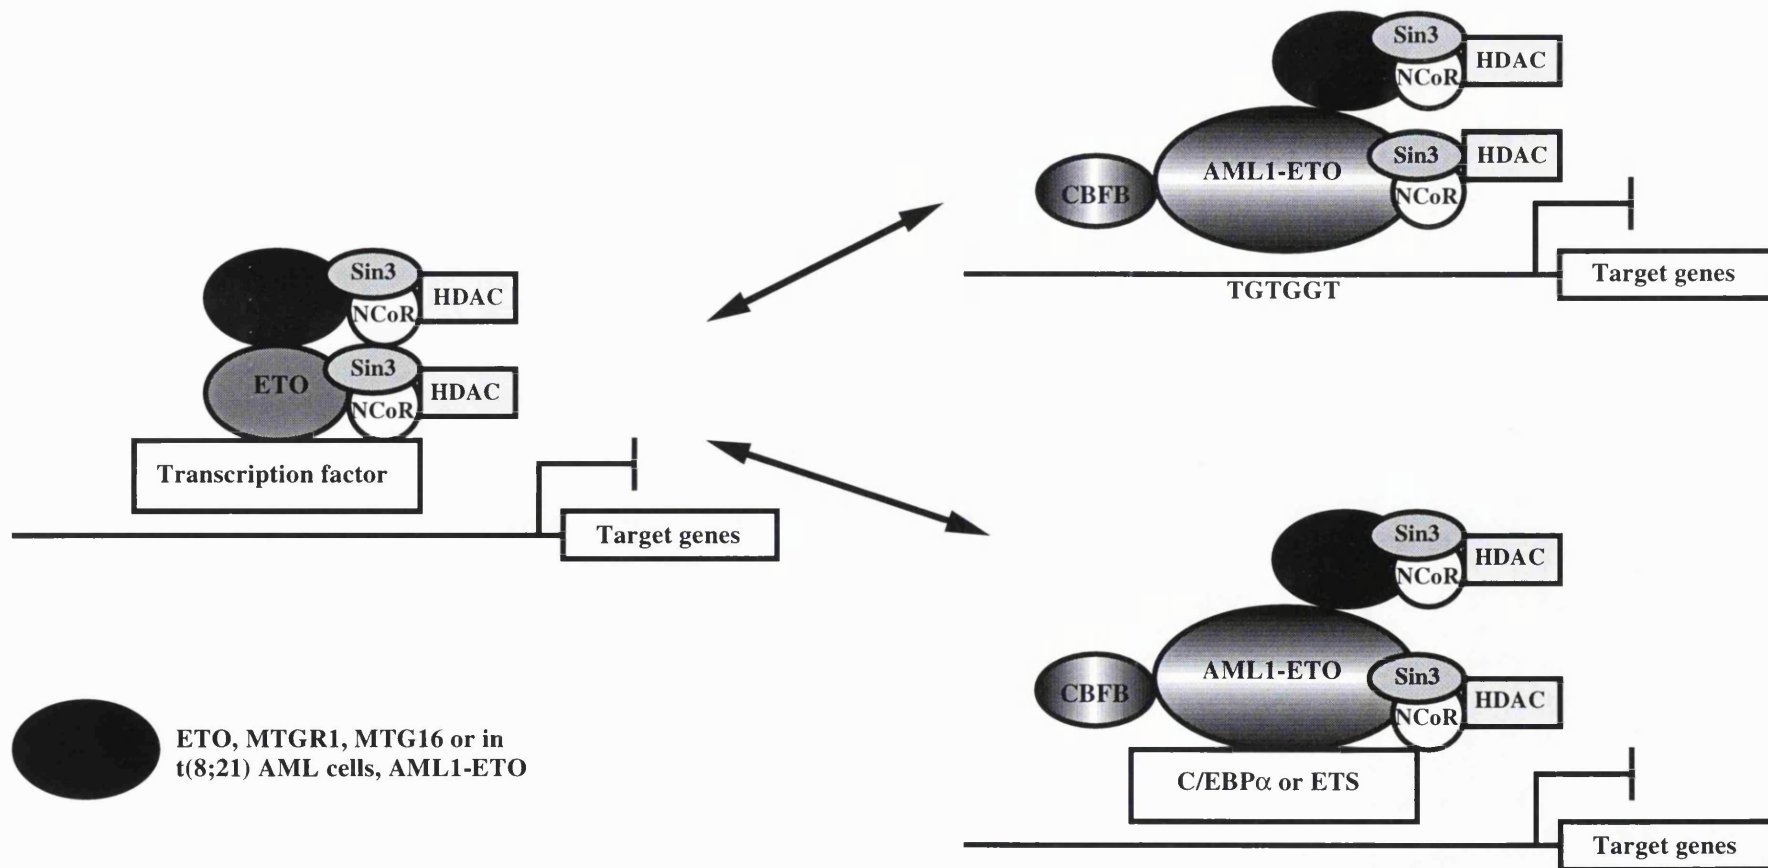 Sin3
HDAC
NCoR
ETO
Sin3
HDAC
NCoR
Transcription factor
Target genes
ETO, MTGR1, MTG16 or in
t(8;21) AML cells, AML1-ETO
Sin3
HDAC
NCoR
AML1-ETO
Sin3
HDAC
CBFB
NCoR
Target genes
TGTGGT
Sin3
HDAC
NCoR
AML1-ETO
Sin3
HDAC
CBFB
NCoR
C/EBPα or ETS
Target genes